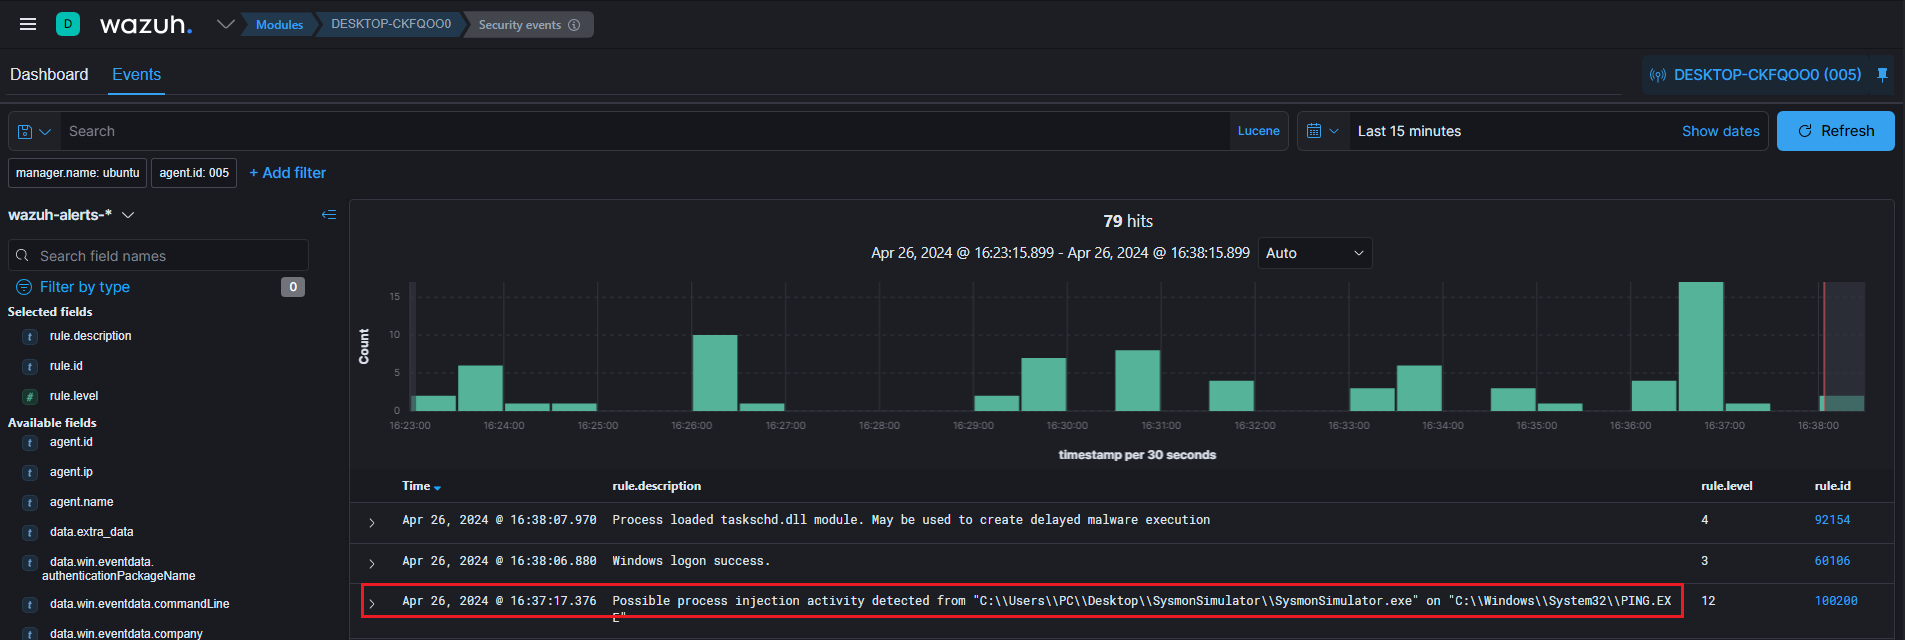 D wazuh. Modules DESKTOP-CKFQOO0 Security events
Dashboard Events DESKTOP-CKFQOO0 (005)
Search Lucene Last 15 minutes Show dates Refresh
manager.name: ubuntu agent.id: 005 + Add filter
wazuh-alerts-*
Search field names
Filter by type 0
Selected fields
t rule.description
t rule.id
# rule.level
Available fields
t agent.id
t agent.ip
t agent.name
t data.extra_data
t data.win.eventdata.
authenticationPackageName
t data.win.eventdata.commandLine
t data.win.eventdata.company
79 hits
Apr 26, 2024 @ 16:23:15.899 - Apr 26, 2024 @ 16:38:15.899 Auto
Count
15
10
5
0
16:23:00 16:24:00 16:25:00 16:26:00 16:27:00 16:28:00 16:29:00 16:30:00 16:31:00 16:32:00 16:33:00 16:34:00 16:35:00 16:36:00 16:37:00 16:38:00
timestamp per 30 seconds
Time rule.description rule.level rule.id
Apr 26, 2024 @ 16:38:07.970 Process loaded taskschd.dll module. May be used to create delayed malware execution 4 92154
Apr 26, 2024 @ 16:38:06.880 Windows logon success. 3 60106
Apr 26, 2024 @ 16:37:17.376 Possible process injection activity detected from "C:\\Users\\PC\\Desktop\\SysmonSimulator\\SysmonSimulator.exe" on "C:\\Windows\\System32\\PING.EX 12 100200
E"